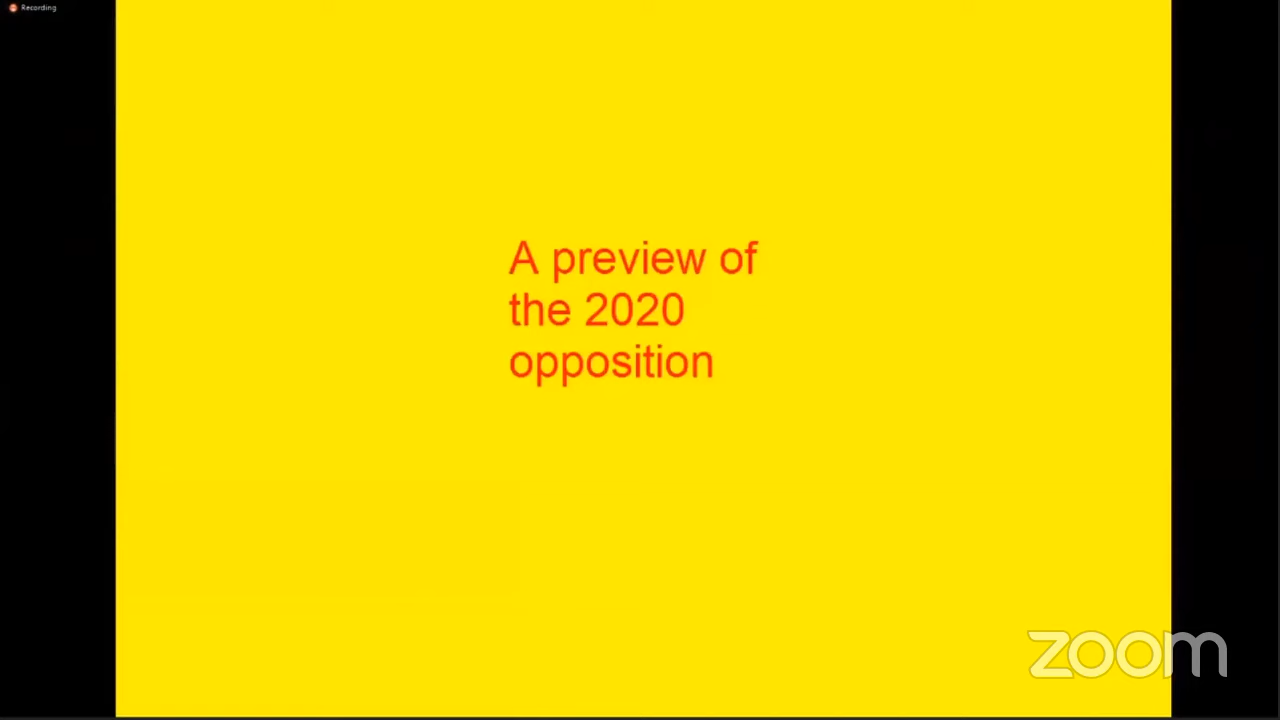 Recording
A preview of
the 2020
opposition
zoom